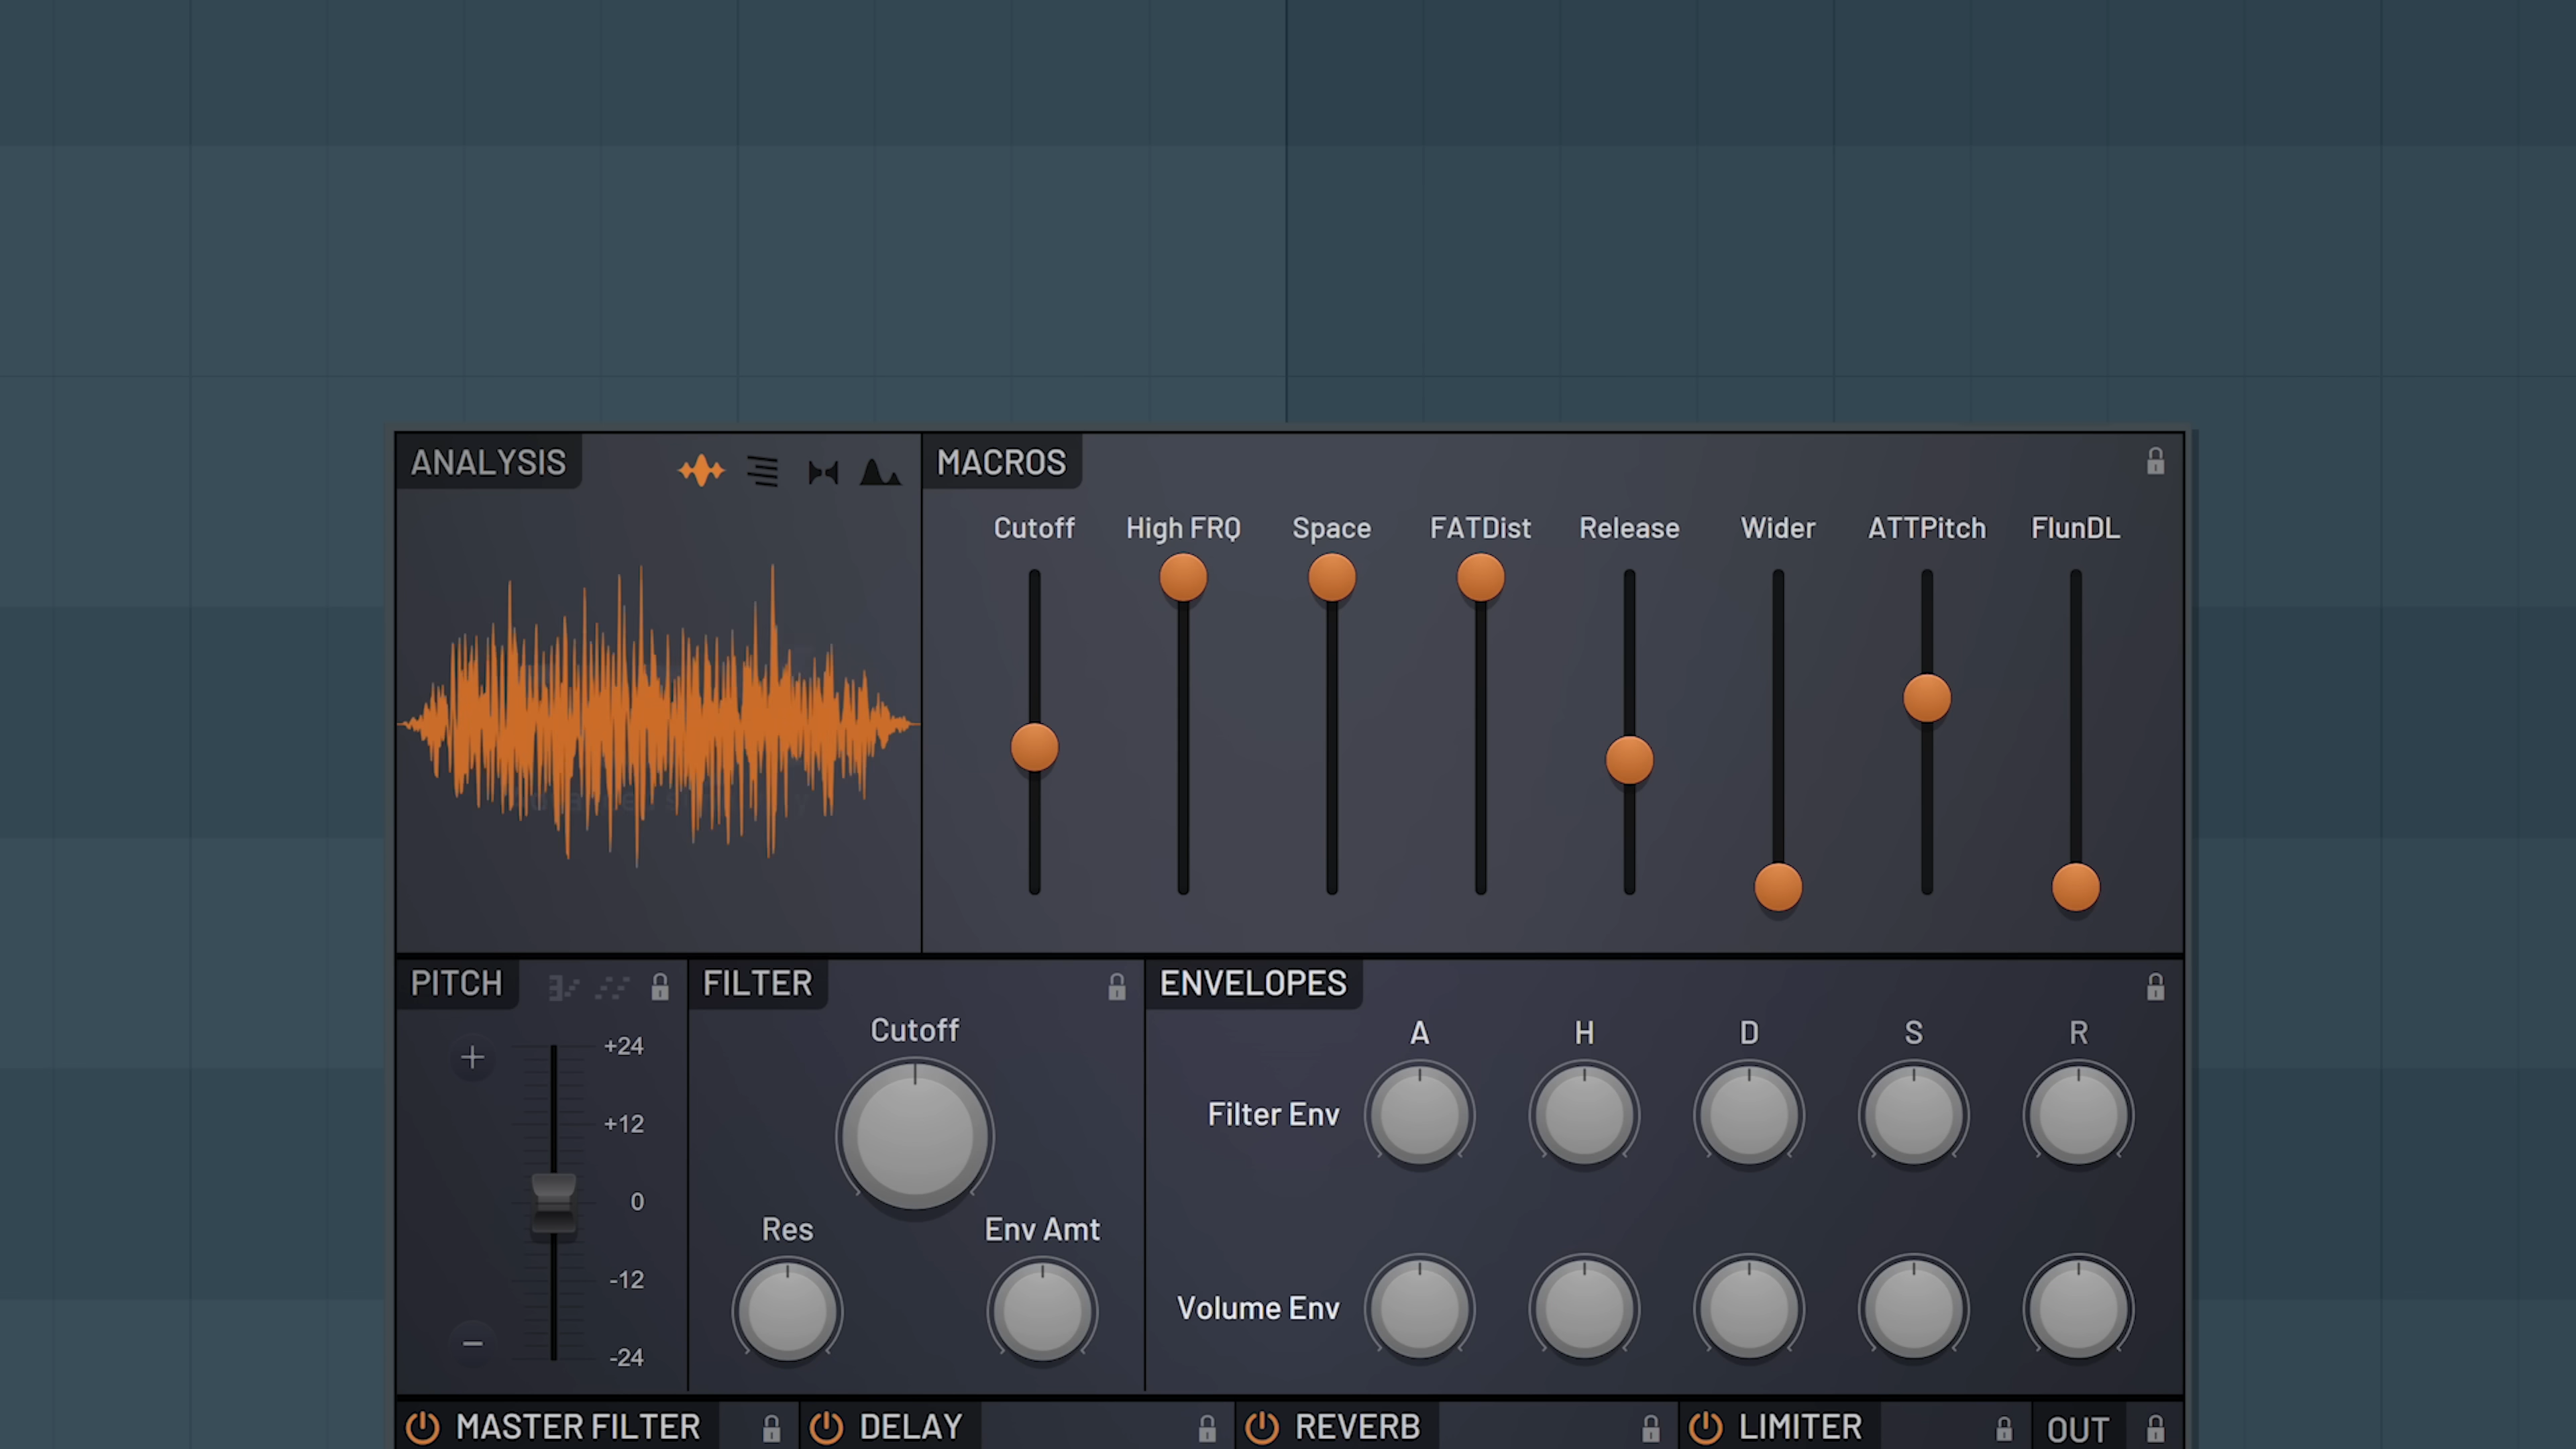 ANALYSIS
MACROS
Cutoff High FRQ Space FATDist Release Wider ATTPitch FlunDL
PITCH
FILTER
ENVELOPES
Cutoff
A H D S R
+24
+12
0
-12
-24
Filter Env
Res
Env Amt
Volume Env
MASTER FILTER
DELAY
REVERB
LIMITER
OUT